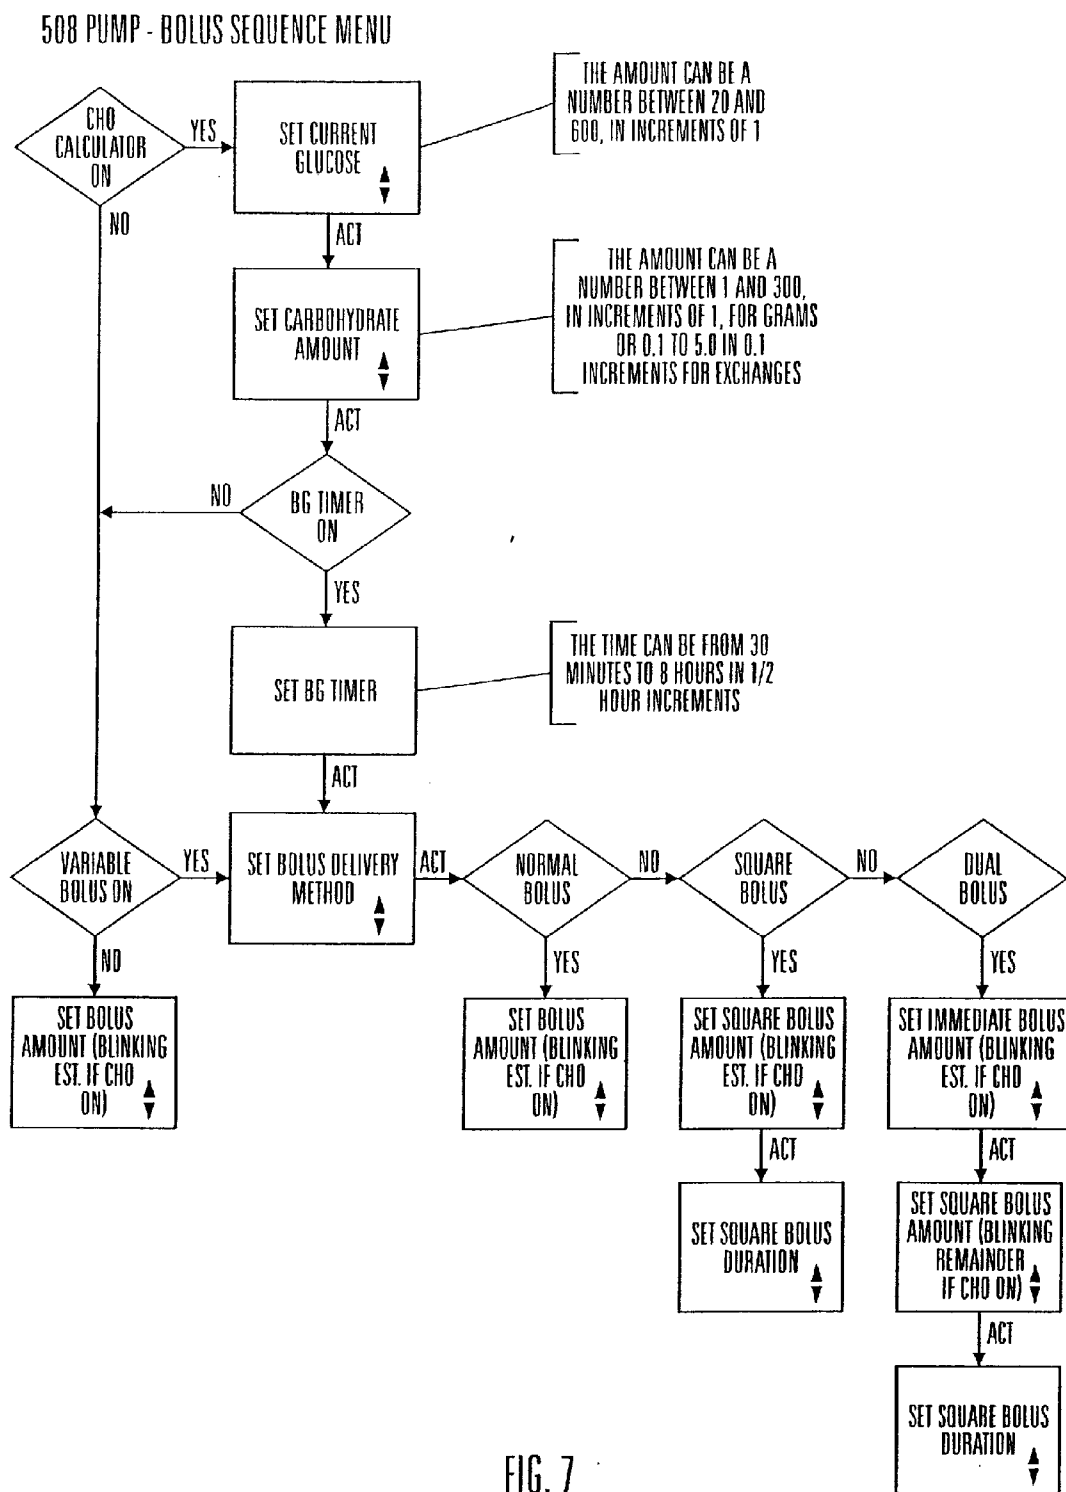 508 PUMP - BOLUS SEQUENCE MENU
CHO
CALCULATOR
ON
YES
NO
SET CURRENT
GLUCOSE
THE AMOUNT CAN BE A
NUMBER BETWEEN 20 AND
600, IN INCREMENTS OF 1
ACT
SET CARBOHYDRATE
AMOUNT
THE AMOUNT CAN BE A
NUMBER BETWEEN 1 AND 300,
IN INCREMENTS OF 1, FOR GRAMS
OR 0.1 TO 5.0 IN 0.1
INCREMENTS FOR EXCHANGES
ACT
BG TIMER
ON
NO
YES
SET BG TIMER
THE TIME CAN BE FROM 30
MINUTES TO 8 HOURS IN 1/2
HOUR INCREMENTS
ACT
VARIABLE
BOLUS ON
YES
SET BOLUS DELIVERY
METHOD
ACT
NORMAL
BOLUS
NO
SQUARE
BOLUS
NO
DUAL
BOLUS
NO
YES
YES
YES
SET BOLUS
AMOUNT (BLINKING
EST. IF CHO
ON)
SET BOLUS
AMOUNT (BLINKING
EST. IF CHO
ON)
SET SQUARE BOLUS
AMOUNT (BLINKING
EST. IF CHO
ON)
SET IMMEDIATE BOLUS
AMOUNT (BLINKING
EST. IF CHO
ON)
ACT
ACT
SET SQUARE BOLUS
DURATION
SET SQUARE BOLUS
AMOUNT (BLINKING
REMAINDER
IF CHO ON)
ACT
SET SQUARE BOLUS
DURATION
FIG. 7